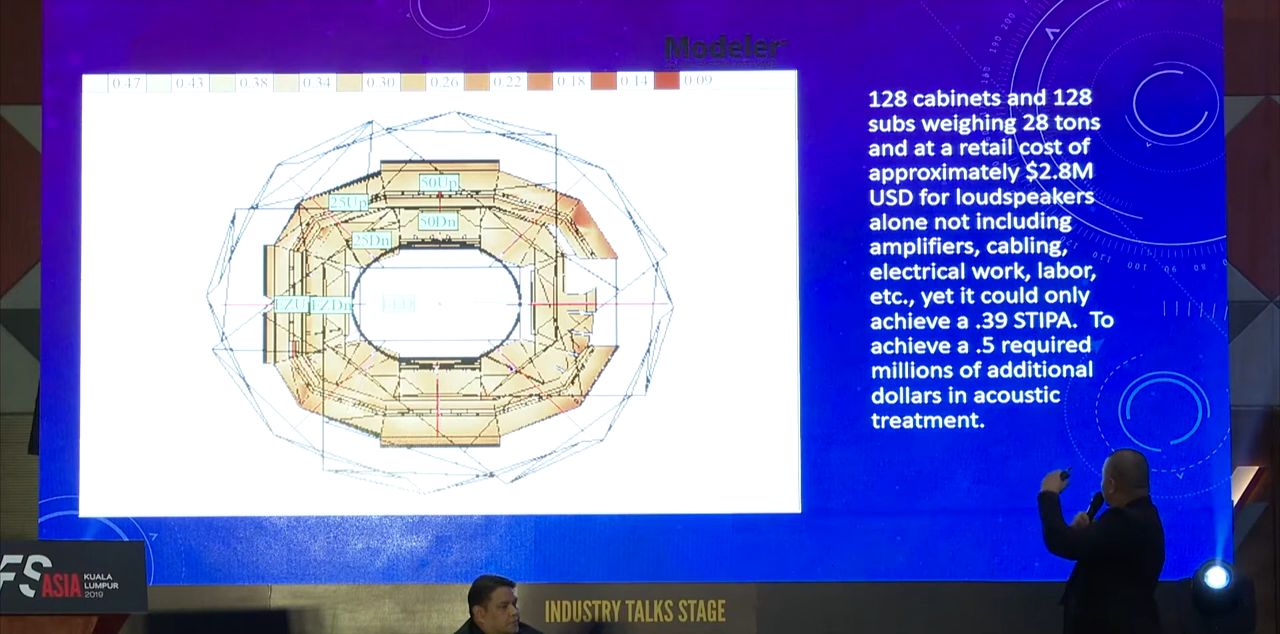 Modeler
0.47 0.43 0.38 0.34 0.30 0.26 0.22 0.18 0.14 0.09
50Up
25Up
50Dn
25Dn
EZDn
128 cabinets and 128
subs weighing 28 tons
and at a retail cost of
approximately $2.8M
USD for loudspeakers
alone not including
amplifiers, cabling,
electrical work, labor,
etc., yet it could only
achieve a .39 STIPA.  To
achieve a .5 required
millions of additional
dollars in acoustic
treatment.
FS ASIA
KUALA
LUMPUR
2019
INDUSTRY TALKS STAGE